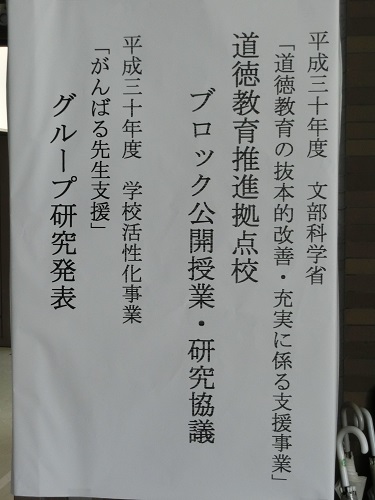 平成三十年度　文部科学省
「道徳教育の抜本的改善・充実に係る支援事業」
道徳教育推進拠点校
ブロック公開授業・研究協議
平成三十年度　学校活性化事業
「がんばる先生支援」
グループ研究発表